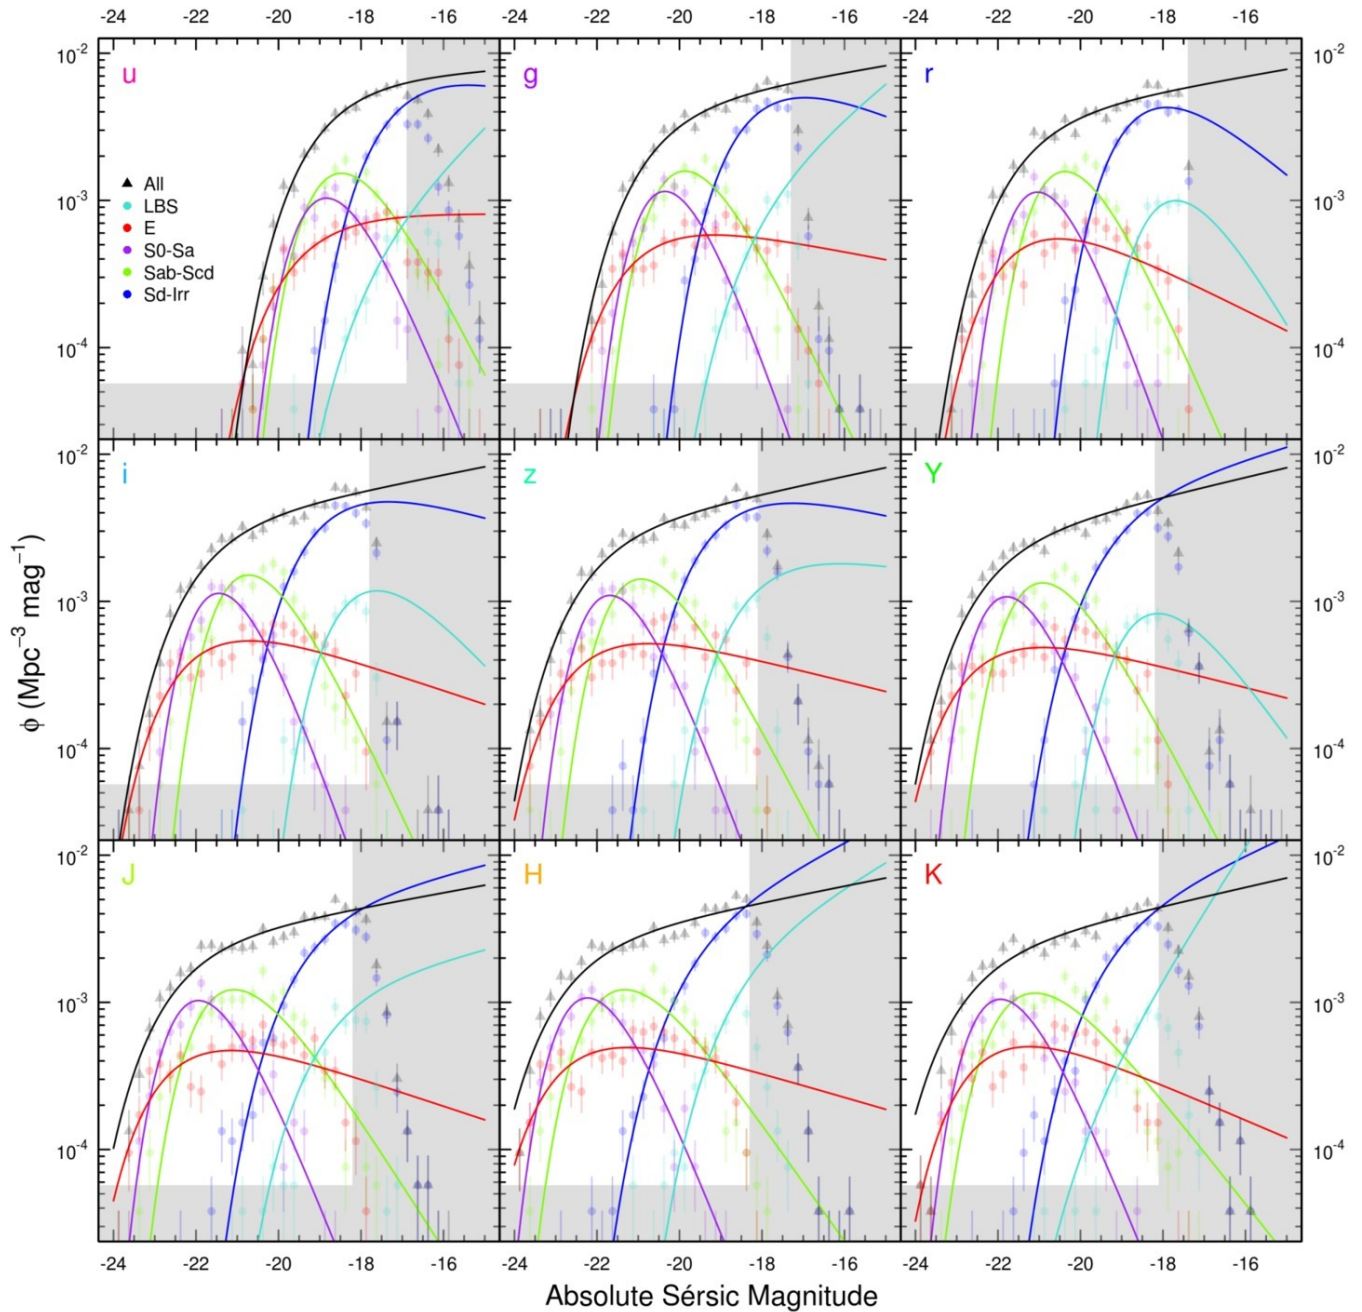 -24 -22 -20 -18 -16 -24 -22 -20 -18 -16 -24 -22 -20 -18 -16
10⁻² u g r 10⁻²
All
LBS
10⁻³ E 10⁻³
S0-Sa
Sab-Scd
Sd-Irr
10⁻⁴ 10⁻⁴
10⁻² i z Y 10⁻²
10⁻³ 10⁻³
ϕ (Mpc⁻³ mag⁻¹)
10⁻⁴ 10⁻⁴
10⁻² J H K 10⁻²
10⁻³ 10⁻³
10⁻⁴ 10⁻⁴
-24 -22 -20 -18 -16 -24 -22 -20 -18 -16 -24 -22 -20 -18 -16
Absolute Sérsic Magnitude